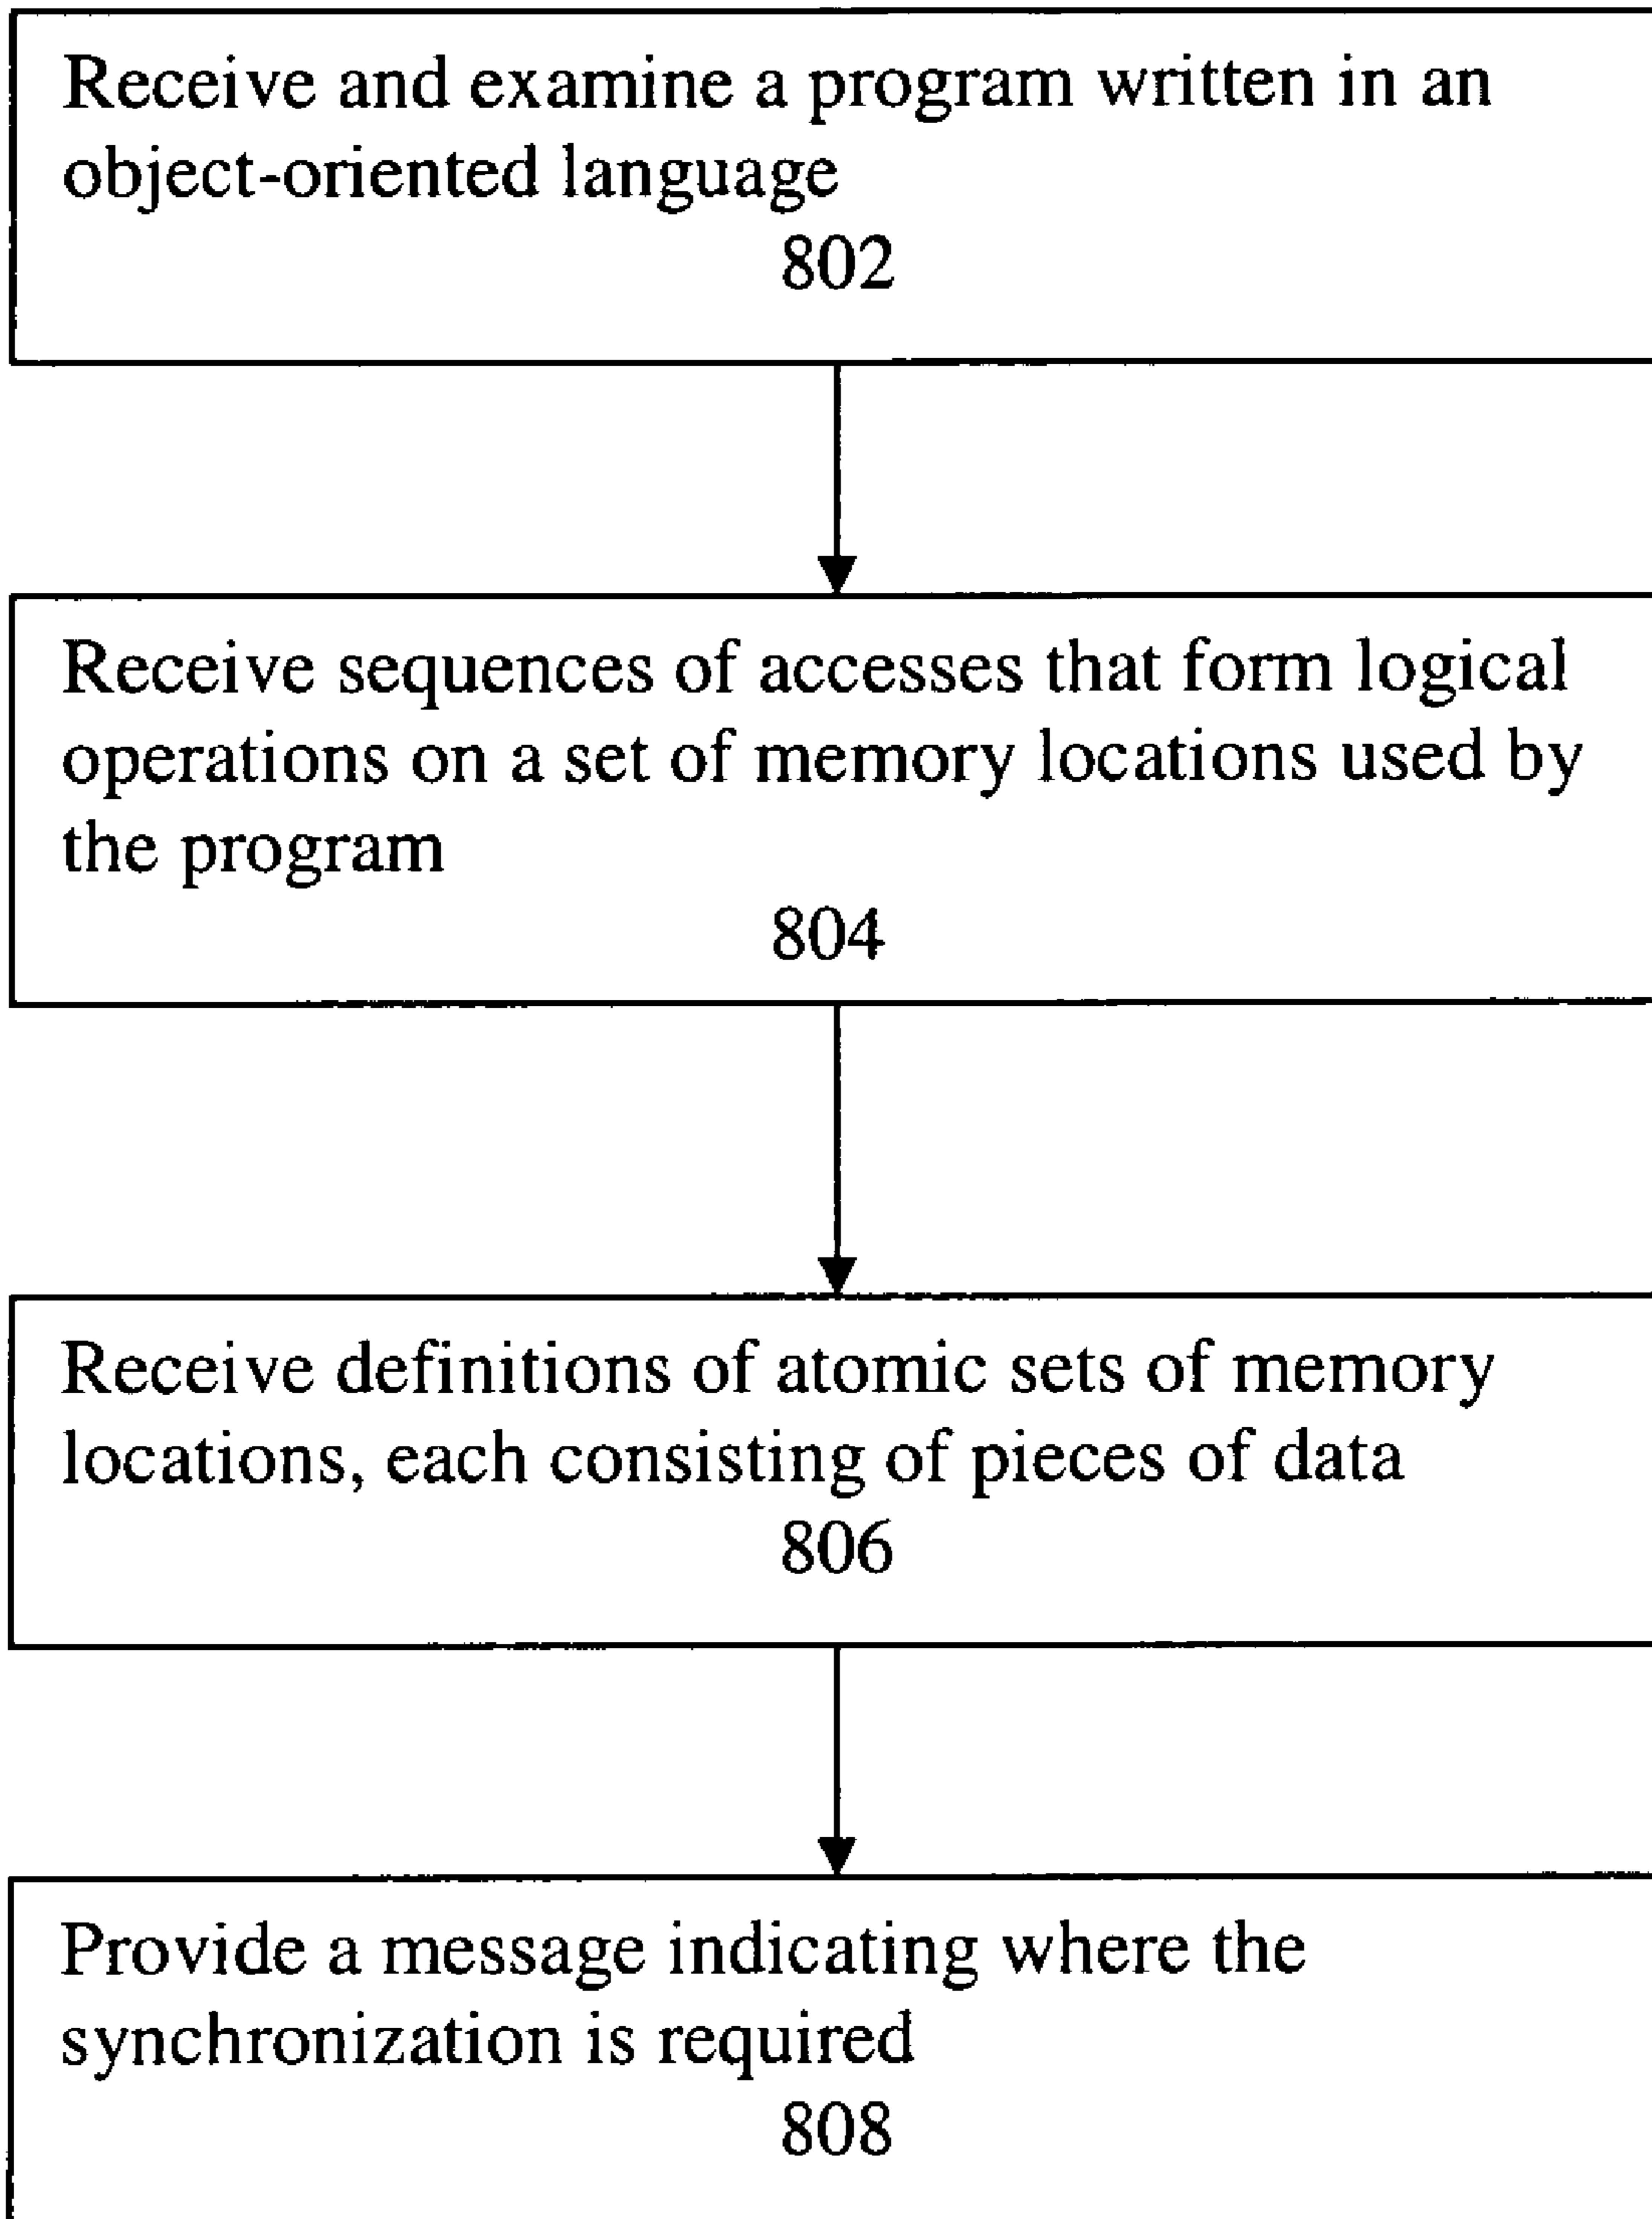 Receive and examine a program written in an
object-oriented language
802
Receive sequences of accesses that form logical
operations on a set of memory locations used by
the program
804
Receive definitions of atomic sets of memory
locations, each consisting of pieces of data
806
Provide a message indicating where the
synchronization is required
808